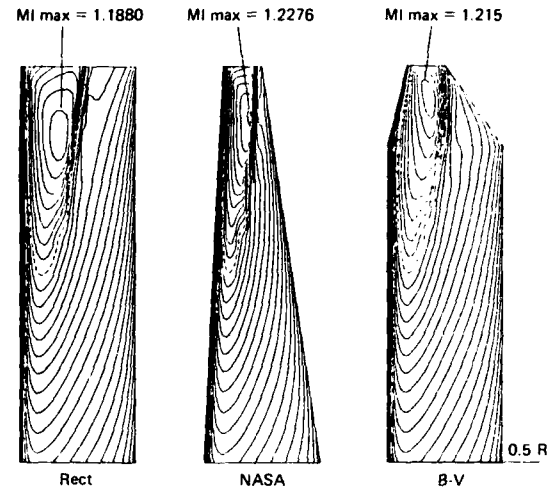 MI max = 1.1880
MI max = 1.2276
MI max = 1.215
0.5 R
Rect
NASA
B-V